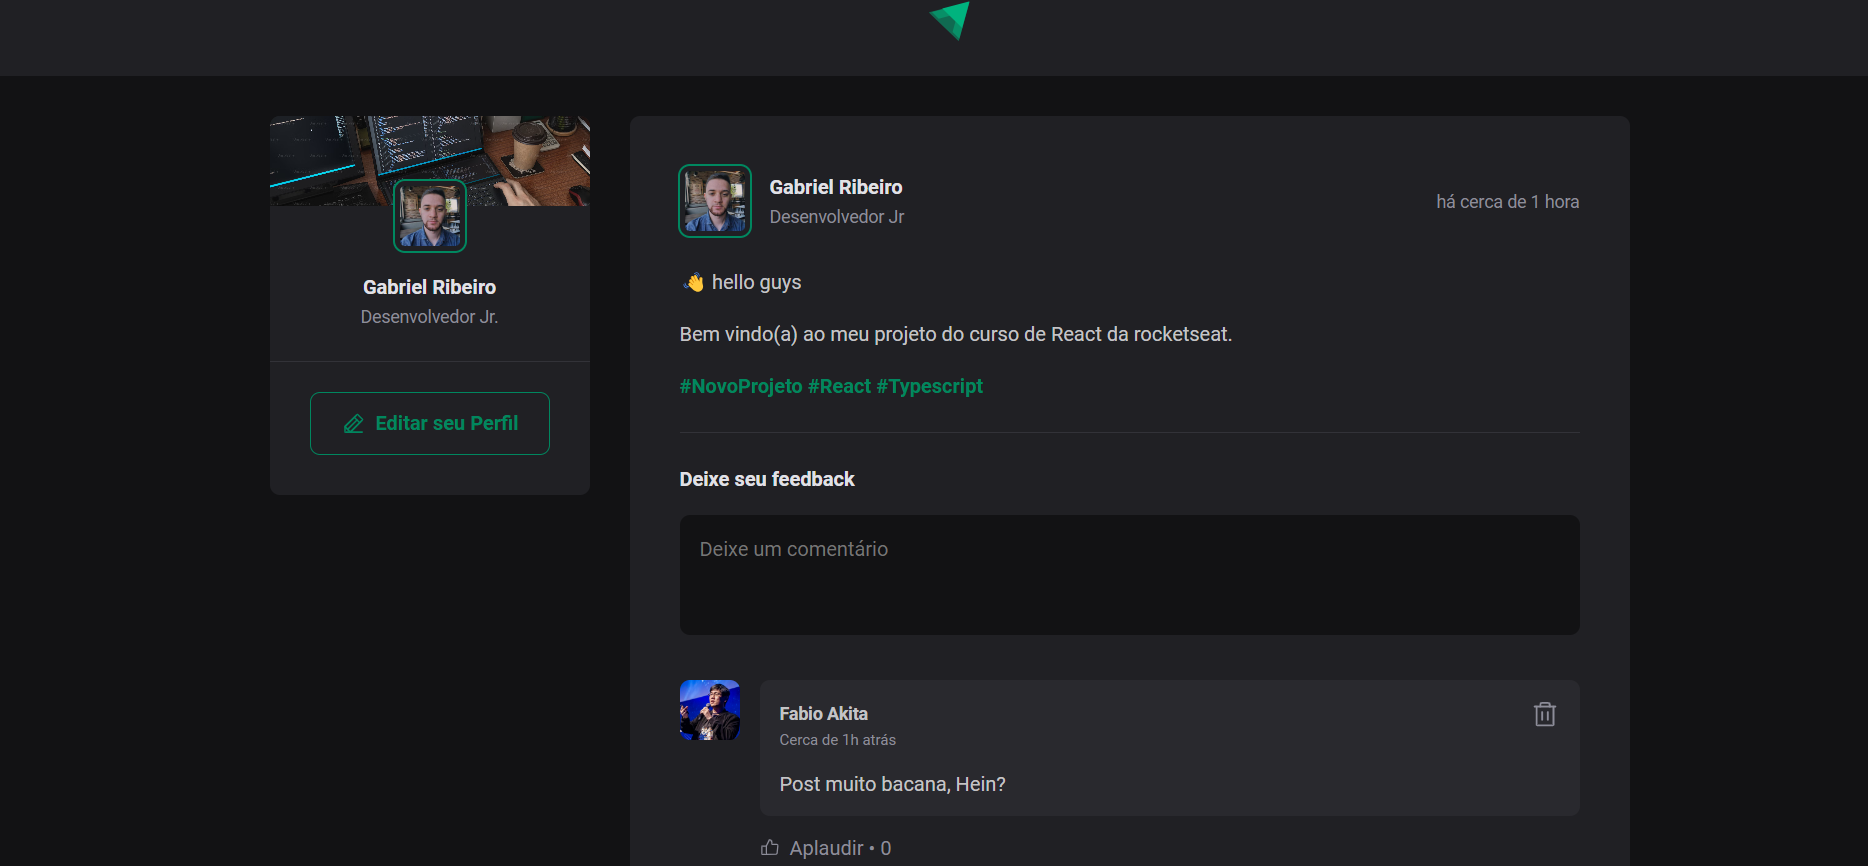 Gabriel Ribeiro
Desenvolvedor Jr.
Editar seu Perfil
Gabriel Ribeiro
Desenvolvedor Jr
há cerca de 1 hora
👋 hello guys
Bem vindo(a) ao meu projeto do curso de React da rocketseat.
#NovoProjeto #React #Typescript
Deixe seu feedback
Deixe um comentário
Fabio Akita
Cerca de 1h atrás
Post muito bacana, Hein?
Aplaudir • 0